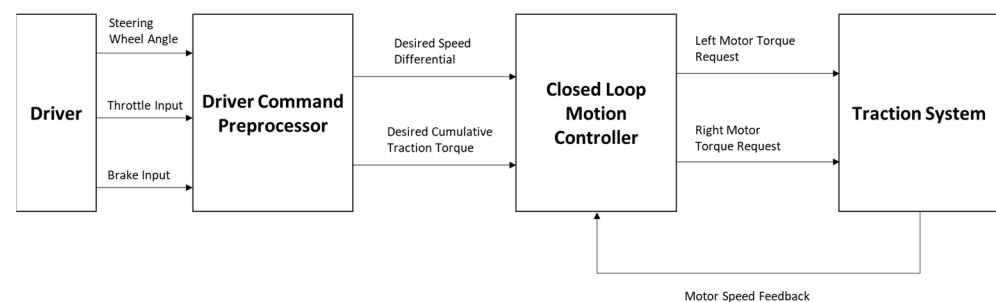 Driver
Steering
Wheel Angle
Throttle Input
Brake Input
Driver Command
Preprocessor
Desired Speed
Differential
Desired Cumulative
Traction Torque
Closed Loop
Motion
Controller
Left Motor Torque
Request
Right Motor
Torque Request
Traction System
Motor Speed Feedback